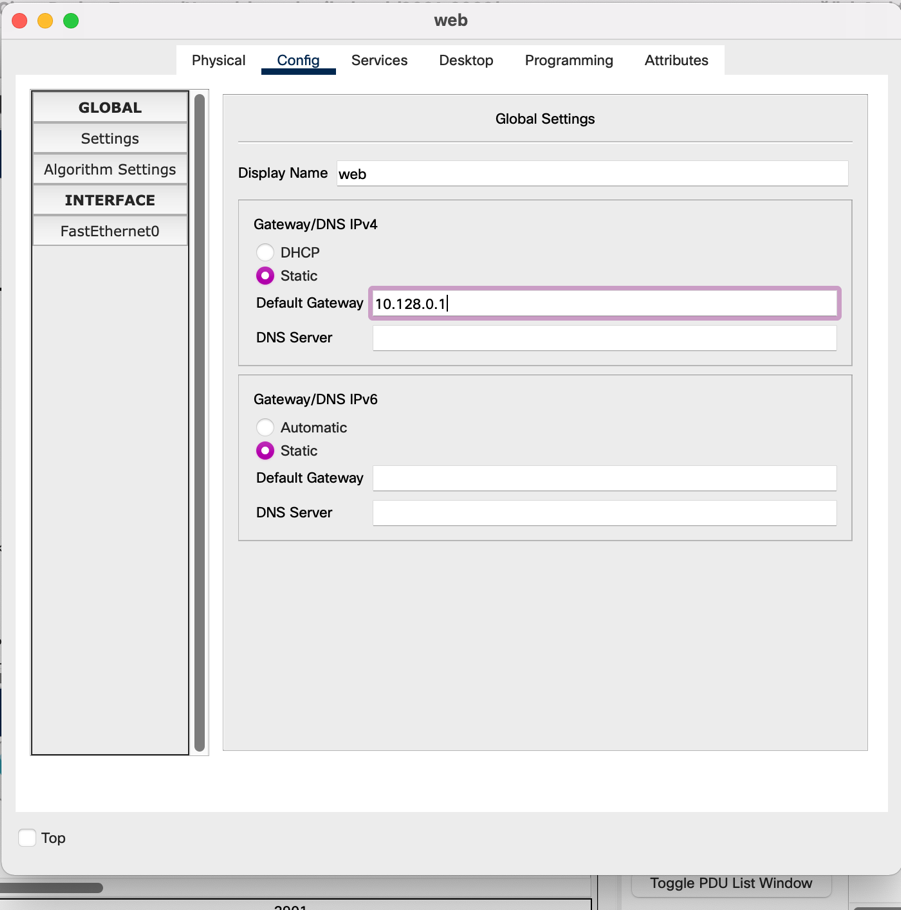 web
Physical Config Services Desktop Programming Attributes
GLOBAL
Settings
Algorithm Settings
INTERFACE
FastEthernet0
Global Settings
Display Name web
Gateway/DNS IPv4
DHCP
Static
Default Gateway 10.128.0.1
DNS Server
Gateway/DNS IPv6
Automatic
Static
Default Gateway
DNS Server
Top
Toggle PDU List Window